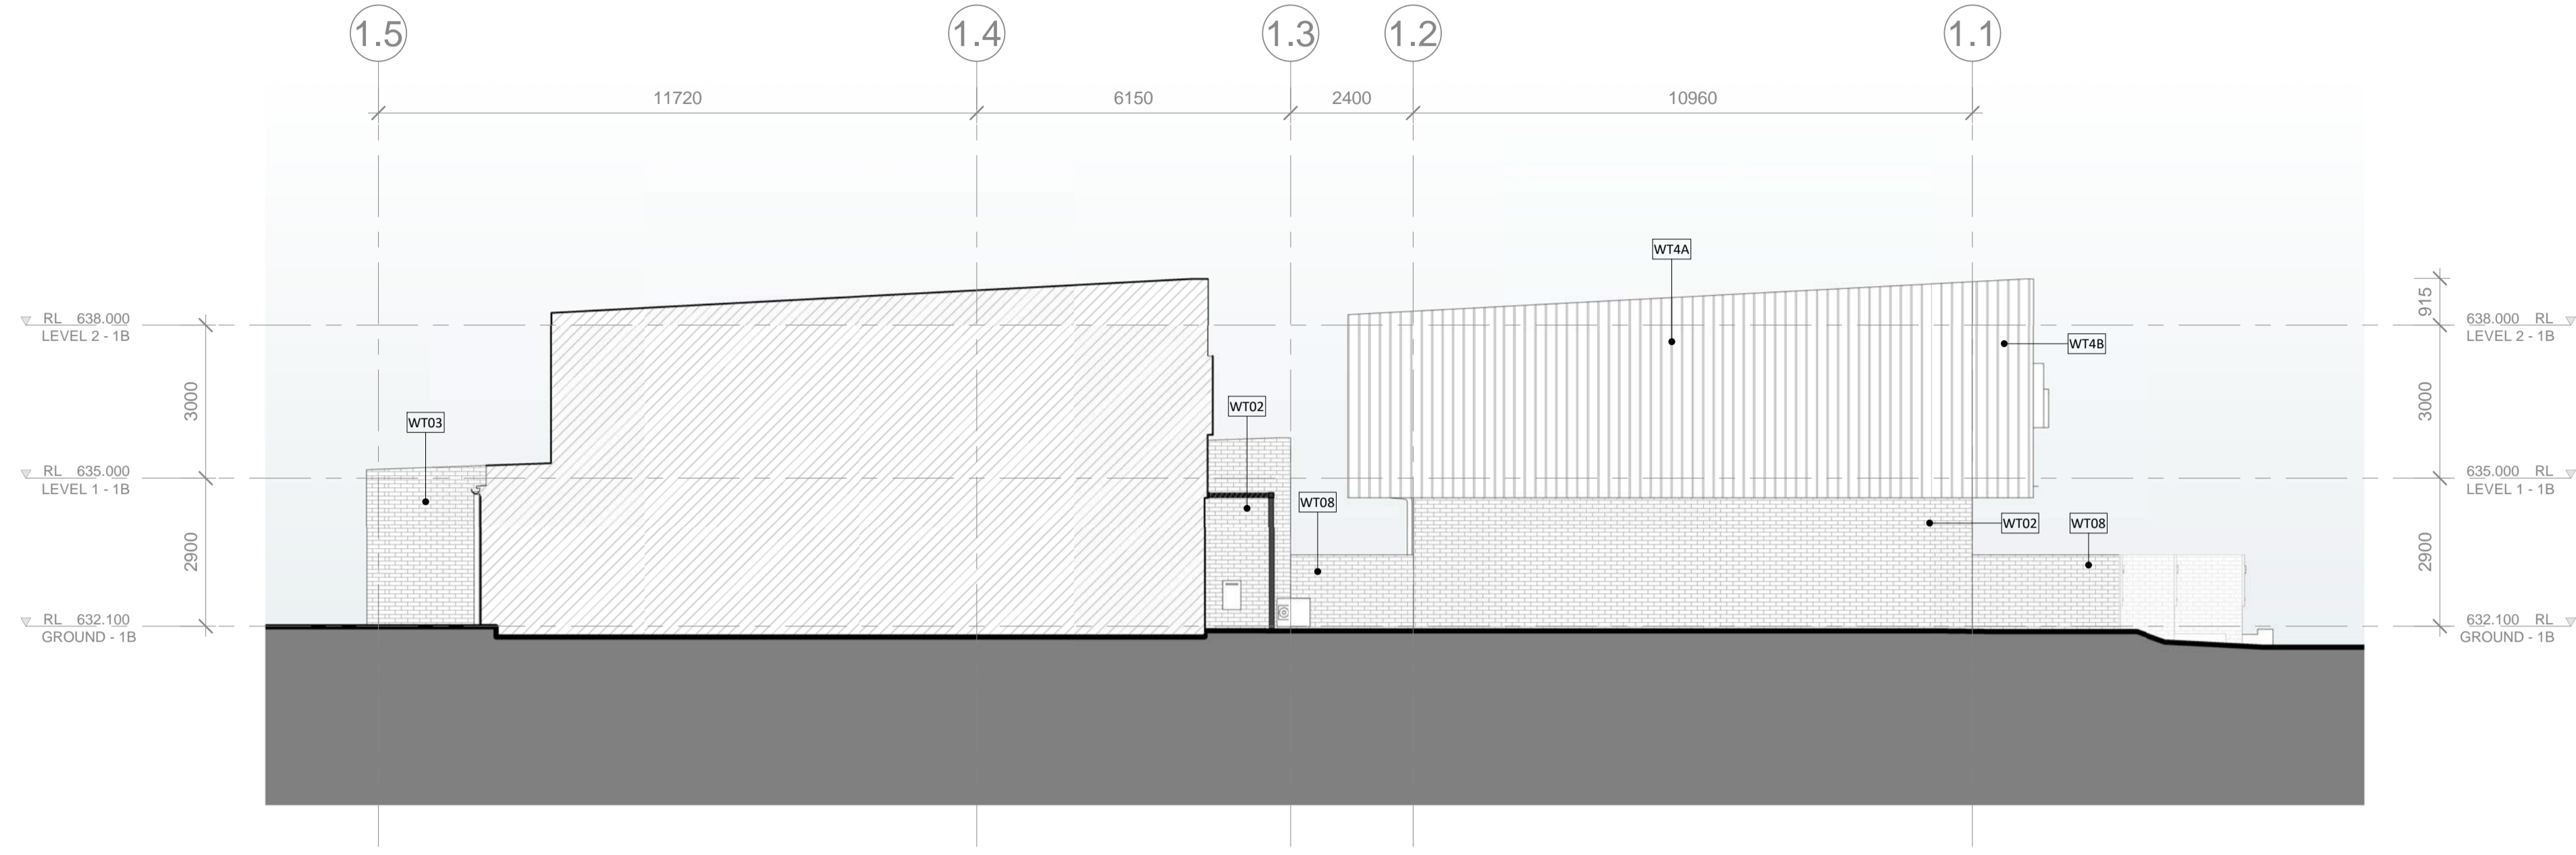 1.5
1.4
1.3
1.2
1.1
11720
6150
2400
10960
WT4A
915
RL 638.000
LEVEL 2 - 1B
638.000 RL
LEVEL 2 - 1B
WT4B
3000
3000
WT03
WT02
RL 635.000
LEVEL 1 - 1B
635.000 RL
LEVEL 1 - 1B
WT08
WT02
WT08
2900
2900
RL 632.100
GROUND - 1B
632.100 RL
GROUND - 1B